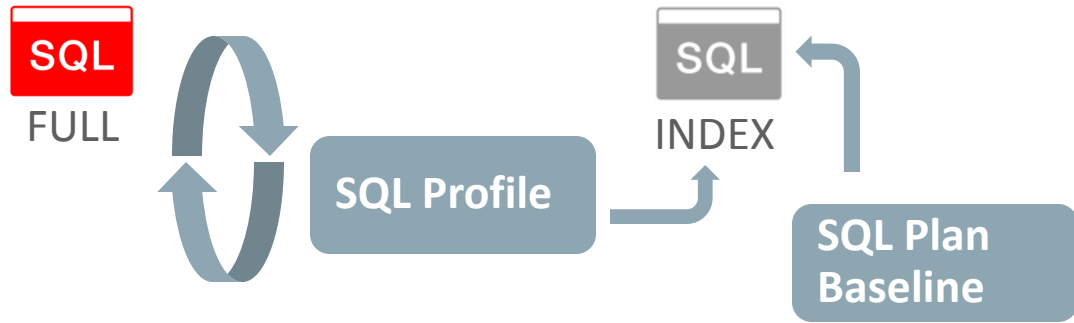 SQL
FULL
SQL Profile
SQL
INDEX
SQL Plan
Baseline